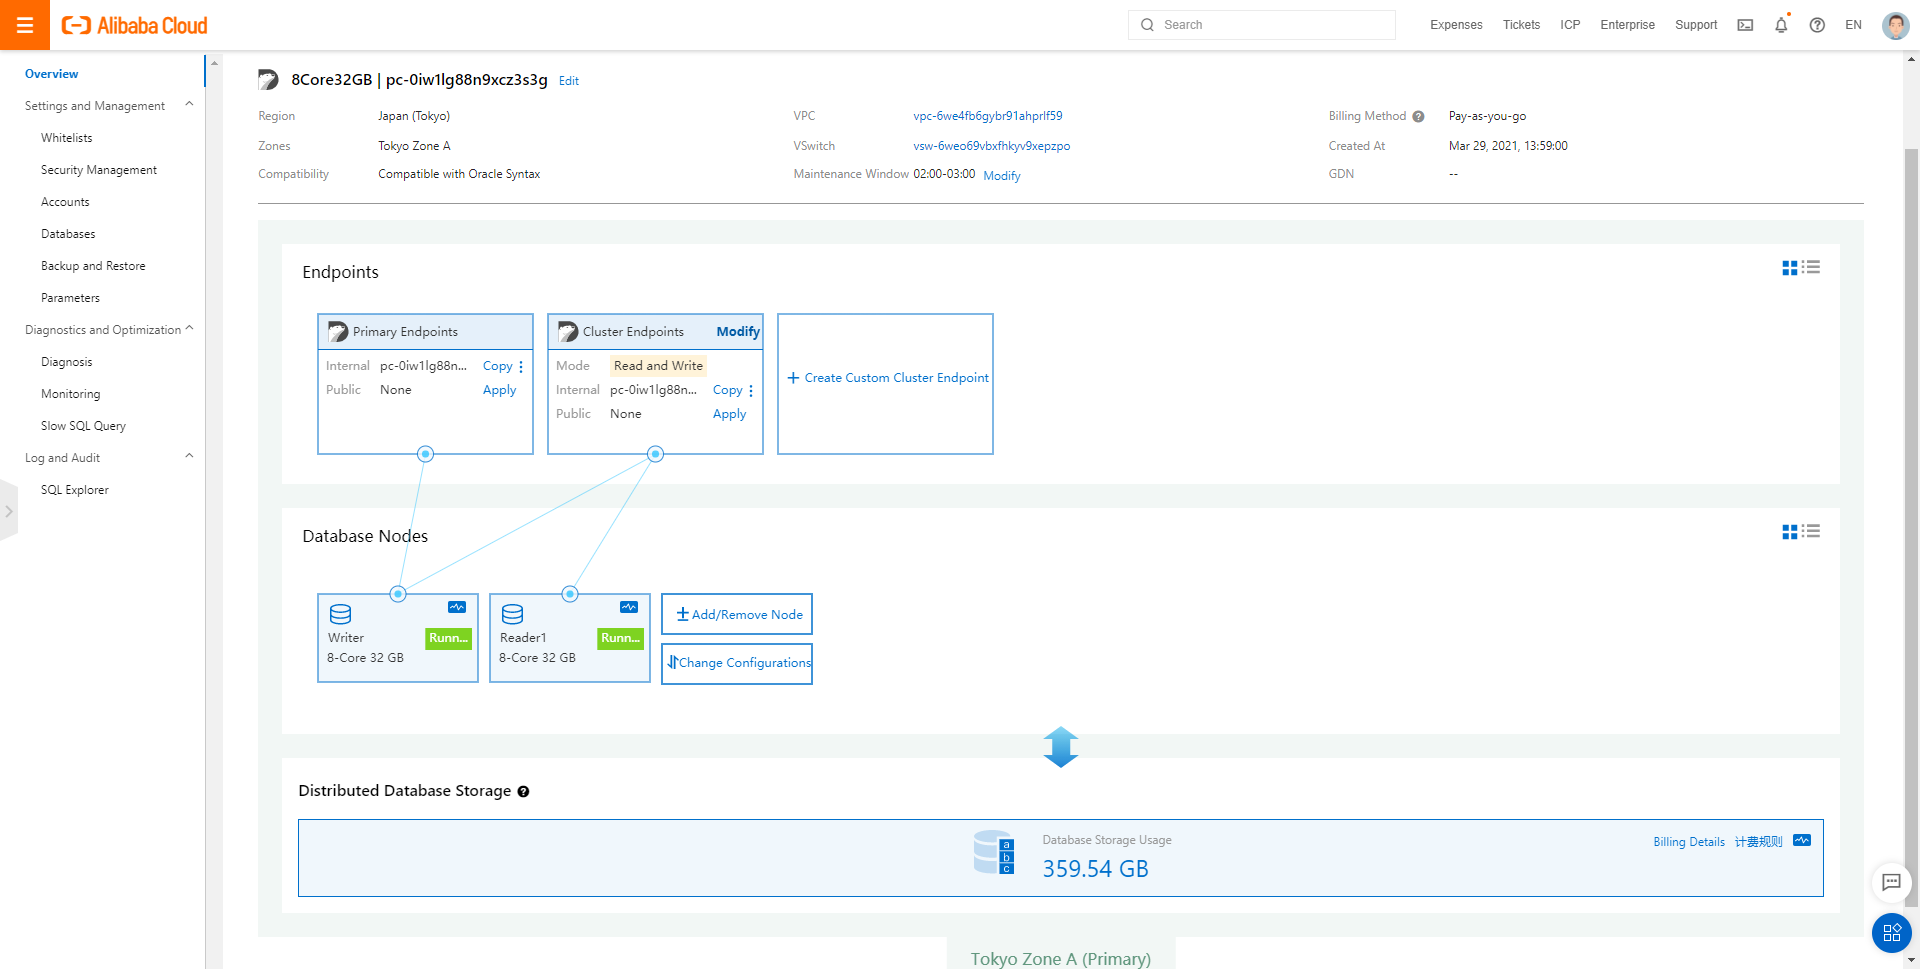 Alibaba Cloud
Search
Expenses
Tickets
ICP
Enterprise
Support
EN
Overview
Settings and Management
Whitelists
Security Management
Accounts
Databases
Backup and Restore
Parameters
Diagnostics and Optimization
Diagnosis
Monitoring
Slow SQL Query
Log and Audit
SQL Explorer
8Core32GB | pc-0iw1lg88n9xcz3s3g Edit
Region Japan (Tokyo)
VPC vpc-6we4fb6gybr91ahprlf59
Billing Method ? Pay-as-you-go
Zones Tokyo Zone A
VSwitch vsw-6weo69vbxfhkyv9xepzpo
Created At Mar 29, 2021, 13:59:00
Compatibility Compatible with Oracle Syntax
Maintenance Window 02:00-03:00 Modify
GDN --
Endpoints
Primary Endpoints
Internal pc-0iw1lg88n... Copy
Public None Apply
Cluster Endpoints Modify
Mode Read and Write
Internal pc-0iw1lg88n... Copy
Public None Apply
+ Create Custom Cluster Endpoint
Database Nodes
Writer Runn...
8-Core 32 GB
Reader1 Runn...
8-Core 32 GB
Add/Remove Node
Change Configurations
Distributed Database Storage ?
a
b
c
Database Storage Usage
359.54 GB
Billing Details 计费规则
Tokyo Zone A (Primary)